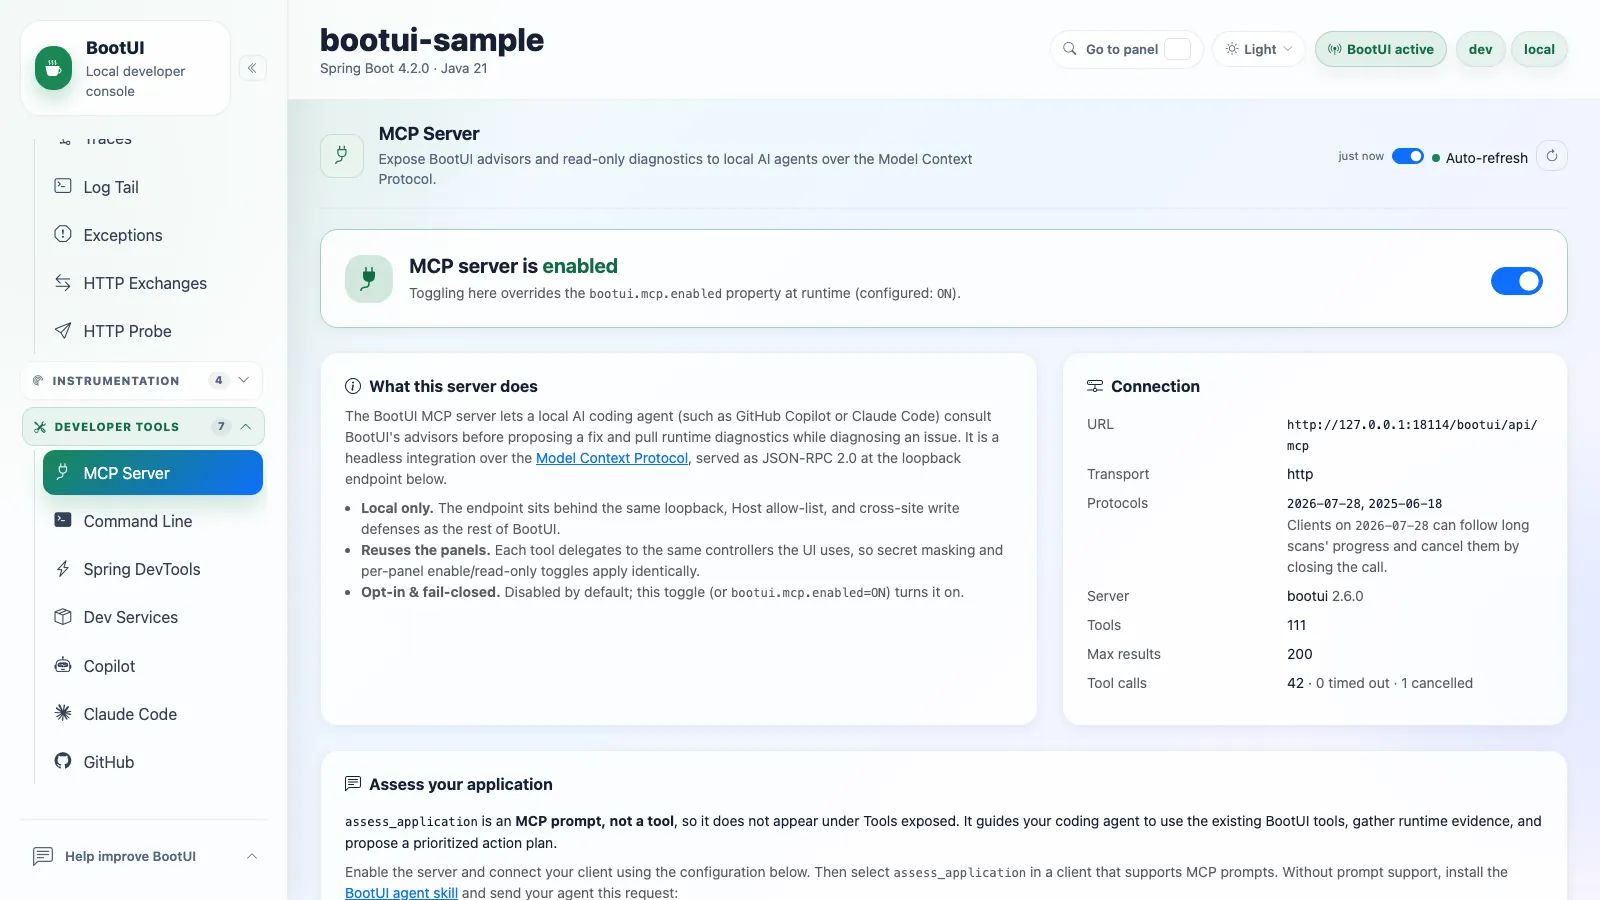 BootUI
Local developer
console
Traces
Log Tail
Exceptions
HTTP Exchanges
HTTP Probe
INSTRUMENTATION 4
DEVELOPER TOOLS 7
MCP Server
Command Line
Spring DevTools
Dev Services
Copilot
Claude Code
GitHub
Help improve BootUI
bootui-sample
Spring Boot 4.2.0 · Java 21
Go to panel
Light
BootUI active
dev
local
MCP Server
Expose BootUI advisors and read-only diagnostics to local AI agents over the Model Context
Protocol.
just now
Auto-refresh
MCP server is enabled
Toggling here overrides the bootui.mcp.enabled property at runtime (configured: ON).
What this server does
The BootUI MCP server lets a local AI coding agent (such as GitHub Copilot or Claude Code) consult
BootUI's advisors before proposing a fix and pull runtime diagnostics while diagnosing an issue. It is a
headless integration over the Model Context Protocol, served as JSON-RPC 2.0 at the loopback
endpoint below.
• Local only. The endpoint sits behind the same loopback, Host allow-list, and cross-site write
defenses as the rest of BootUI.
• Reuses the panels. Each tool delegates to the same controllers the UI uses, so secret masking and
per-panel enable/read-only toggles apply identically.
• Opt-in & fail-closed. Disabled by default; this toggle (or bootui.mcp.enabled=ON) turns it on.
Connection
URL http://127.0.0.1:18114/bootui/api/
mcp
Transport http
Protocols 2026-07-28, 2025-06-18
Clients on 2026-07-28 can follow long
scans' progress and cancel them by
closing the call.
Server bootui 2.6.0
Tools 111
Max results 200
Tool calls 42 · 0 timed out · 1 cancelled
Assess your application
assess_application is an MCP prompt, not a tool, so it does not appear under Tools exposed. It guides your coding agent to use the existing BootUI tools, gather runtime evidence, and
propose a prioritized action plan.
Enable the server and connect your client using the configuration below. Then select assess_application in a client that supports MCP prompts. Without prompt support, install the
BootUI agent skill and send your agent this request: